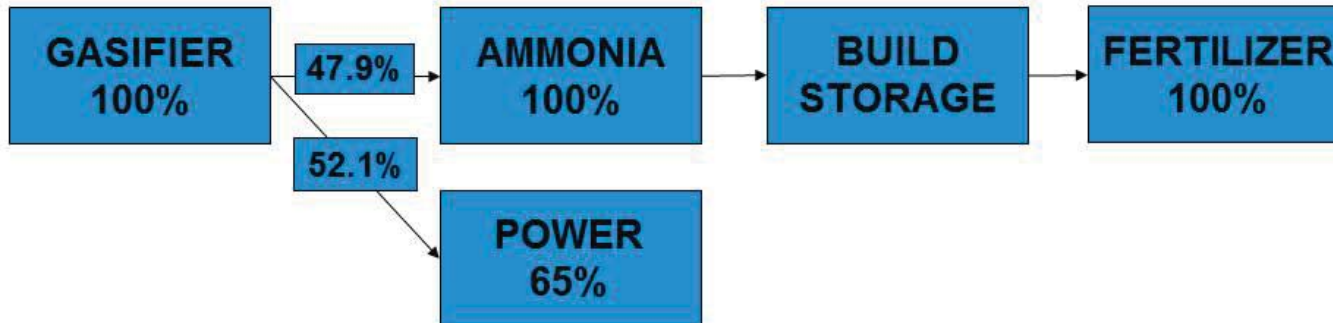 GASIFIER
100%
47.9%
52.1%
AMMONIA
100%
POWER
65%
BUILD
STORAGE
FERTILIZER
100%